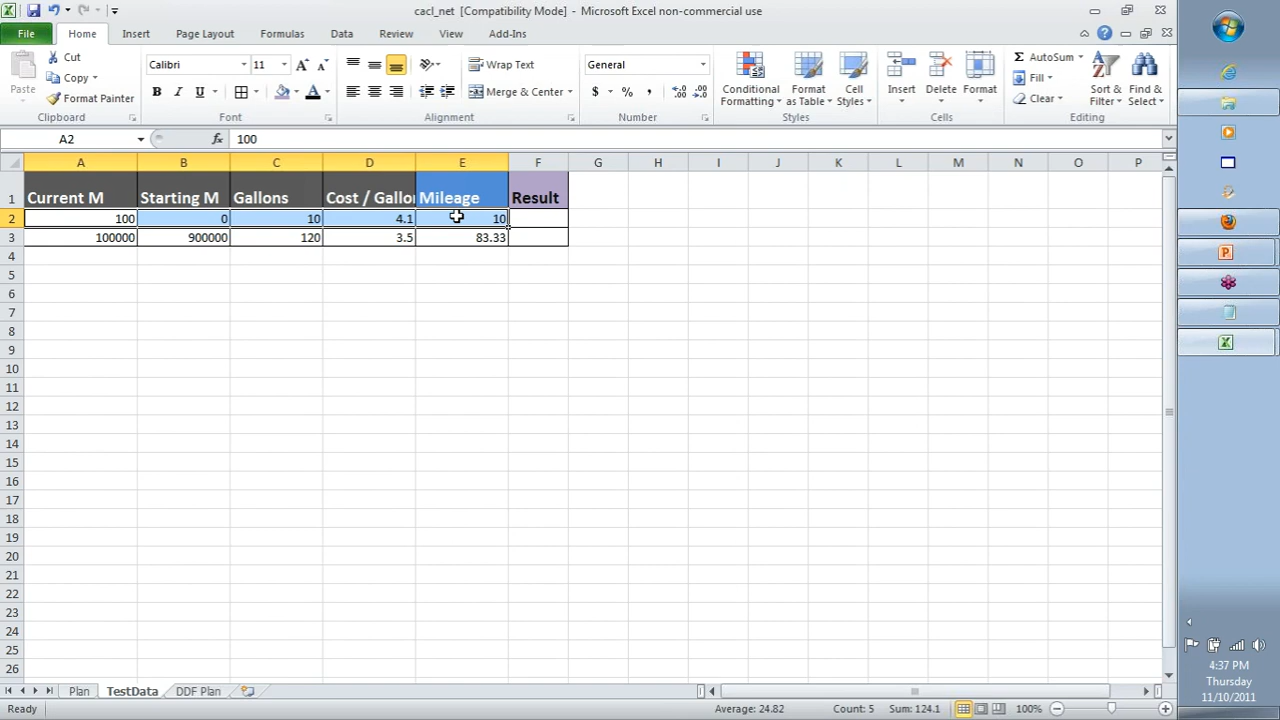 cacl_net [Compatibility Mode] - Microsoft Excel non-commercial use
File Home Insert Page Layout Formulas Data Review View Add-Ins
Paste
Cut
Copy
Format Painter
Clipboard
Calibri 11 A A
B I U A
Font
Wrap Text
Merge & Center
Alignment
General
$ % ,
Number
Conditional Formatting
Format as Table
Cell Styles
Styles
Insert Delete Format
Cells
Σ AutoSum
Fill
Clear
Sort & Filter
Find & Select
Editing
A2 fx 100
A B C D E F G H I J K L M N O P
1 Current M Starting M Gallons Cost / Gallo Mileage Result
2 100 0 10 4.1 10
3 100000 900000 120 3.5 83.33
4
5
6
7
8
9
10
11
12
13
14
15
16
17
18
19
20
21
22
23
24
25
26
Plan TestData DDF Plan
Ready Average: 24.82 Count: 5 Sum: 124.1 100%
4:37 PM
Thursday
11/10/2011